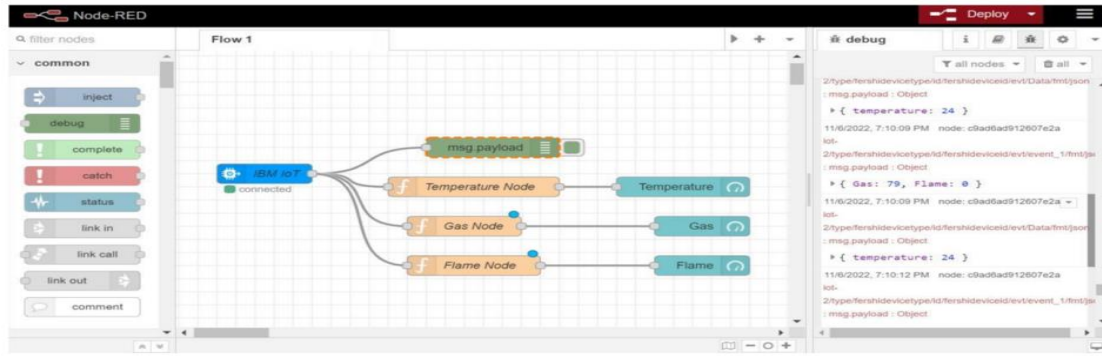 Node-RED
Deploy
filter nodes
Flow 1
debug
i
common
all nodes
all
inject
debug
complete
catch
status
link in
link call
link out
comment
msg.payload
IBM IoT
connected
Temperature Node
Temperature
Gas Node
Gas
Flame Node
Flame
2/type/fershidevicetype/id/fershideviceid/evt/Data/fmt/json
: msg.payload : Object
{ temperature: 24 }
11/6/2022, 7:10:09 PM node: c9ad6ad912607e2a
iot-
2/type/fershidevicetype/id/fershideviceid/evt/event_1/fmt/js
: msg.payload : Object
{ Gas: 79, Flame: 0 }
11/6/2022, 7:10:09 PM node: c9ad6ad912607e2a
iot-
2/type/fershidevicetype/id/fershideviceid/evt/Data/fmt/json
: msg.payload : Object
{ temperature: 24 }
11/6/2022, 7:10:12 PM node: c9ad6ad912607e2a
iot-
2/type/fershidevicetype/id/fershideviceid/evt/event_1/fmt/js
: msg.payload : Object